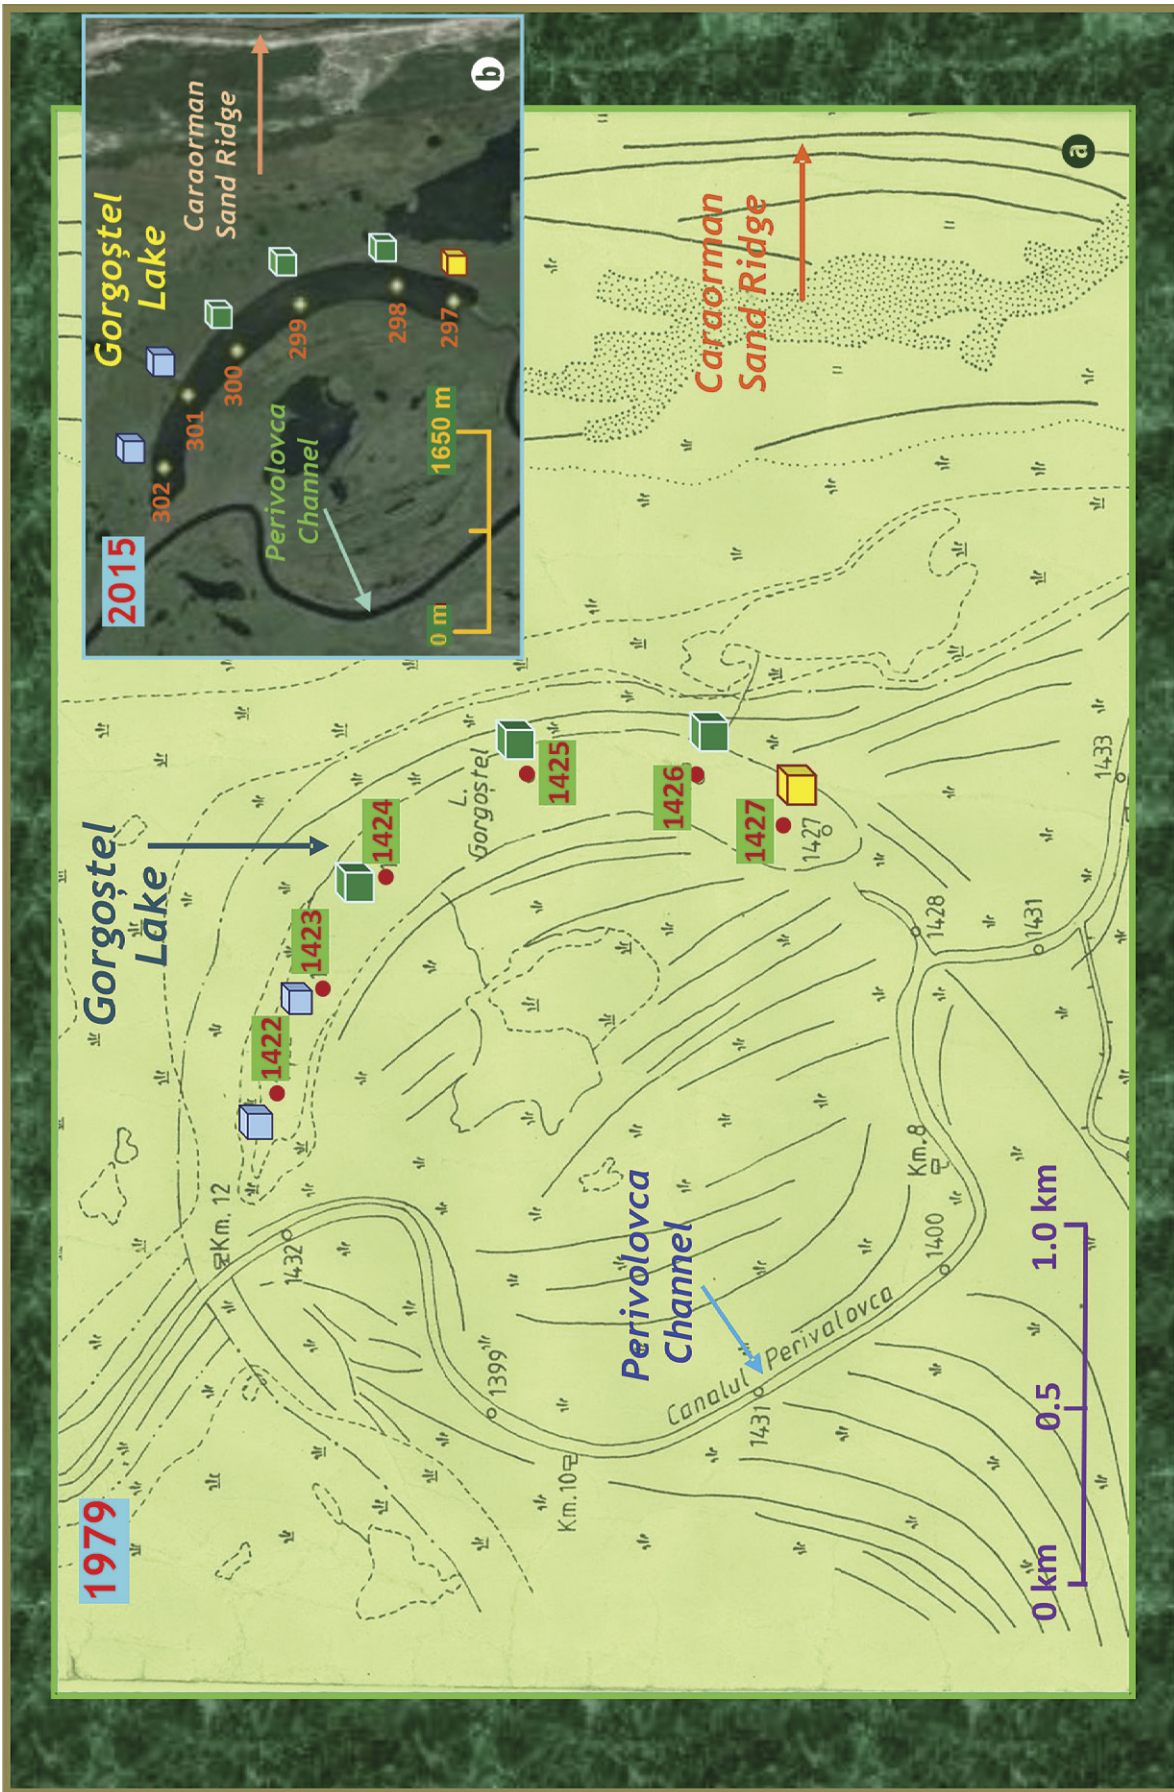 1979
Gorgoștel
Lake
1422
1423
1424
1425
1426
1427
L.
Gorgoștel
1427
1428
1431
1433
Km. 12
1432
1399
Km.10
1431
Canalul Perivalovca
1400
Km.8
Perivolovca
Channel
Caraorman
Sand Ridge
0 km
0.5
1.0 km
a
2015
Gorgoștel
Lake
Caraorman
Sand Ridge
Perivolovca
Channel
302
301
300
299
298
297
0 m
1650 m
b